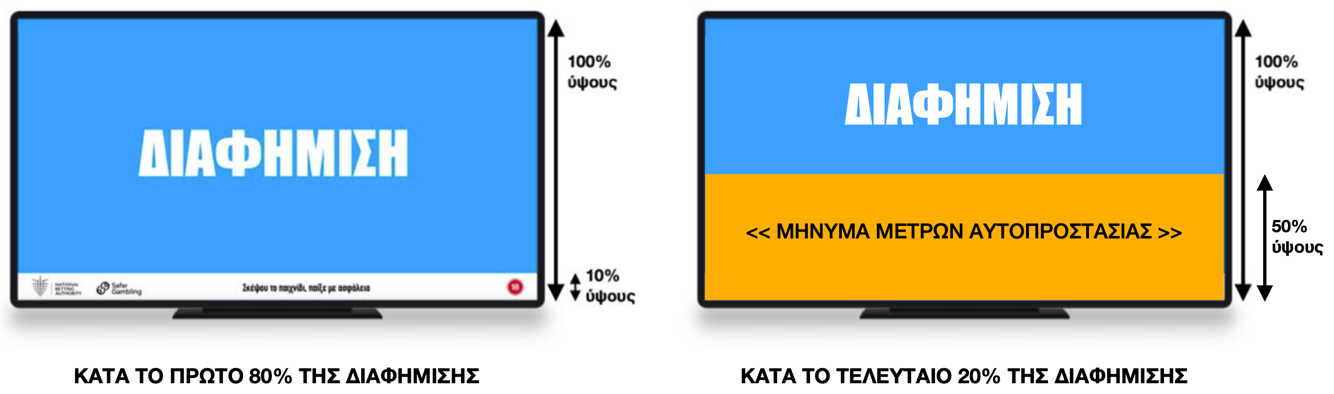 ΔΙΑΦΗΜΙΣΗ
100%
ύψους
NATIONAL
BETTING
AUTHORITY
Safer
Gambling
Σκέψου το παιχνίδι, παίξε με ασφάλεια
18
10%
ύψους
ΚΑΤΑ ΤΟ ΠΡΩΤΟ 80% ΤΗΣ ΔΙΑΦΗΜΙΣΗΣ
ΔΙΑΦΗΜΙΣΗ
100%
ύψους
<< ΜΗΝΥΜΑ ΜΕΤΡΩΝ ΑΥΤΟΠΡΟΣΤΑΣΙΑΣ >>
50%
ύψους
ΚΑΤΑ ΤΟ ΤΕΛΕΥΤΑΙΟ 20% ΤΗΣ ΔΙΑΦΗΜΙΣΗΣ